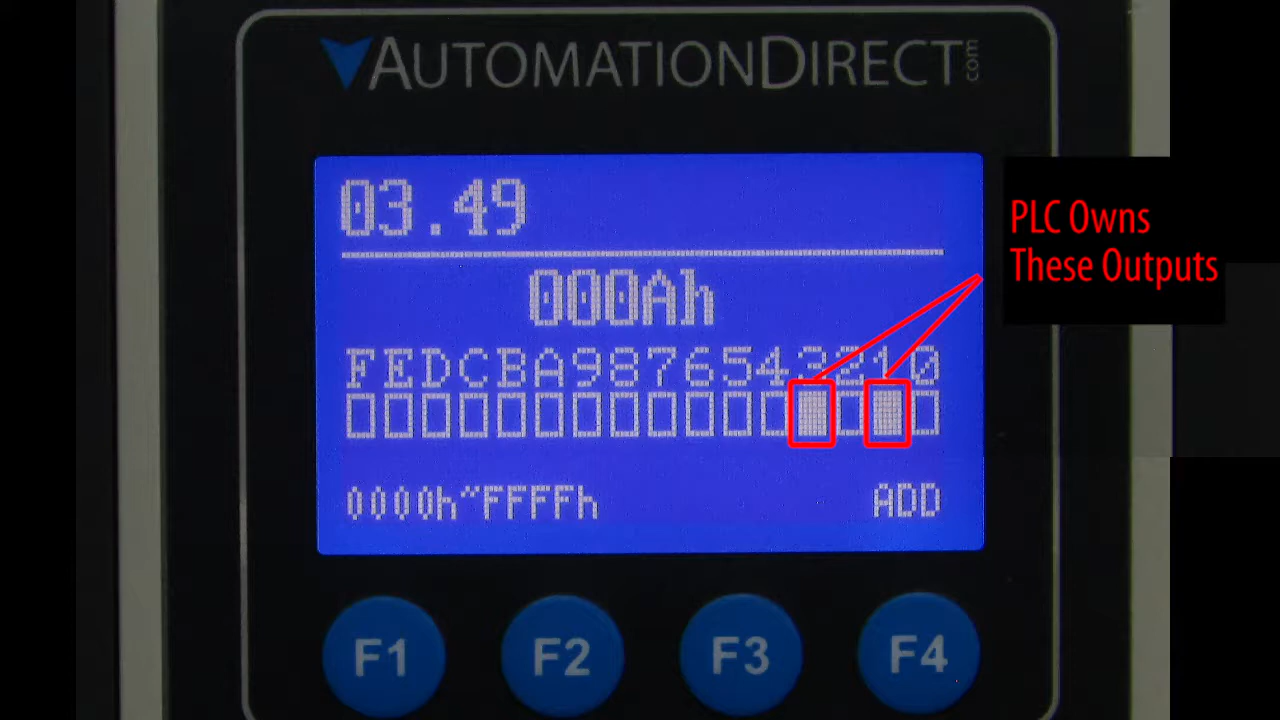 AUTOMATIONDIRECT.com
03.49
000Ah
FEDCBA9876543210
0000h~FFFFh ADD
PLC Owns
These Outputs
F1 F2 F3 F4